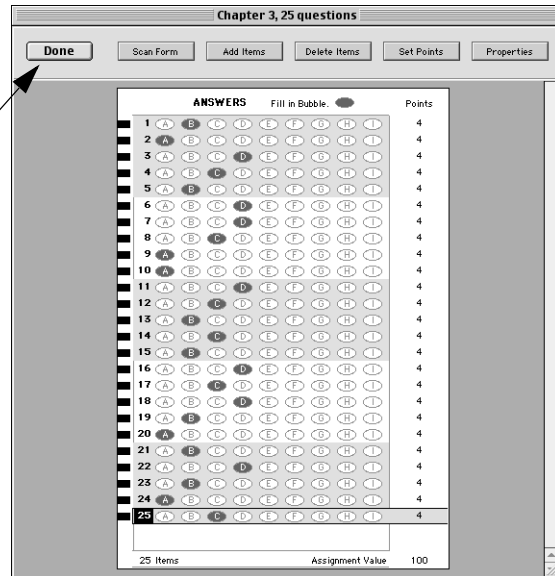 Chapter 3, 25 questions
Done Scan Form Add Items Delete Items Set Points Properties
ANSWERS Fill in Bubble. Points
1 A B C D E F G H I 4
2 A B C D E F G H I 4
3 A B C D E F G H I 4
4 A B C D E F G H I 4
5 A B C D E F G H I 4
6 A B C D E F G H I 4
7 A B C D E F G H I 4
8 A B C D E F G H I 4
9 A B C D E F G H I 4
10 A B C D E F G H I 4
11 A B C D E F G H I 4
12 A B C D E F G H I 4
13 A B C D E F G H I 4
14 A B C D E F G H I 4
15 A B C D E F G H I 4
16 A B C D E F G H I 4
17 A B C D E F G H I 4
18 A B C D E F G H I 4
19 A B C D E F G H I 4
20 A B C D E F G H I 4
21 A B C D E F G H I 4
22 A B C D E F G H I 4
23 A B C D E F G H I 4
24 A B C D E F G H I 4
25 A B C D E F G H I 4
25 Items Assignment Value 100